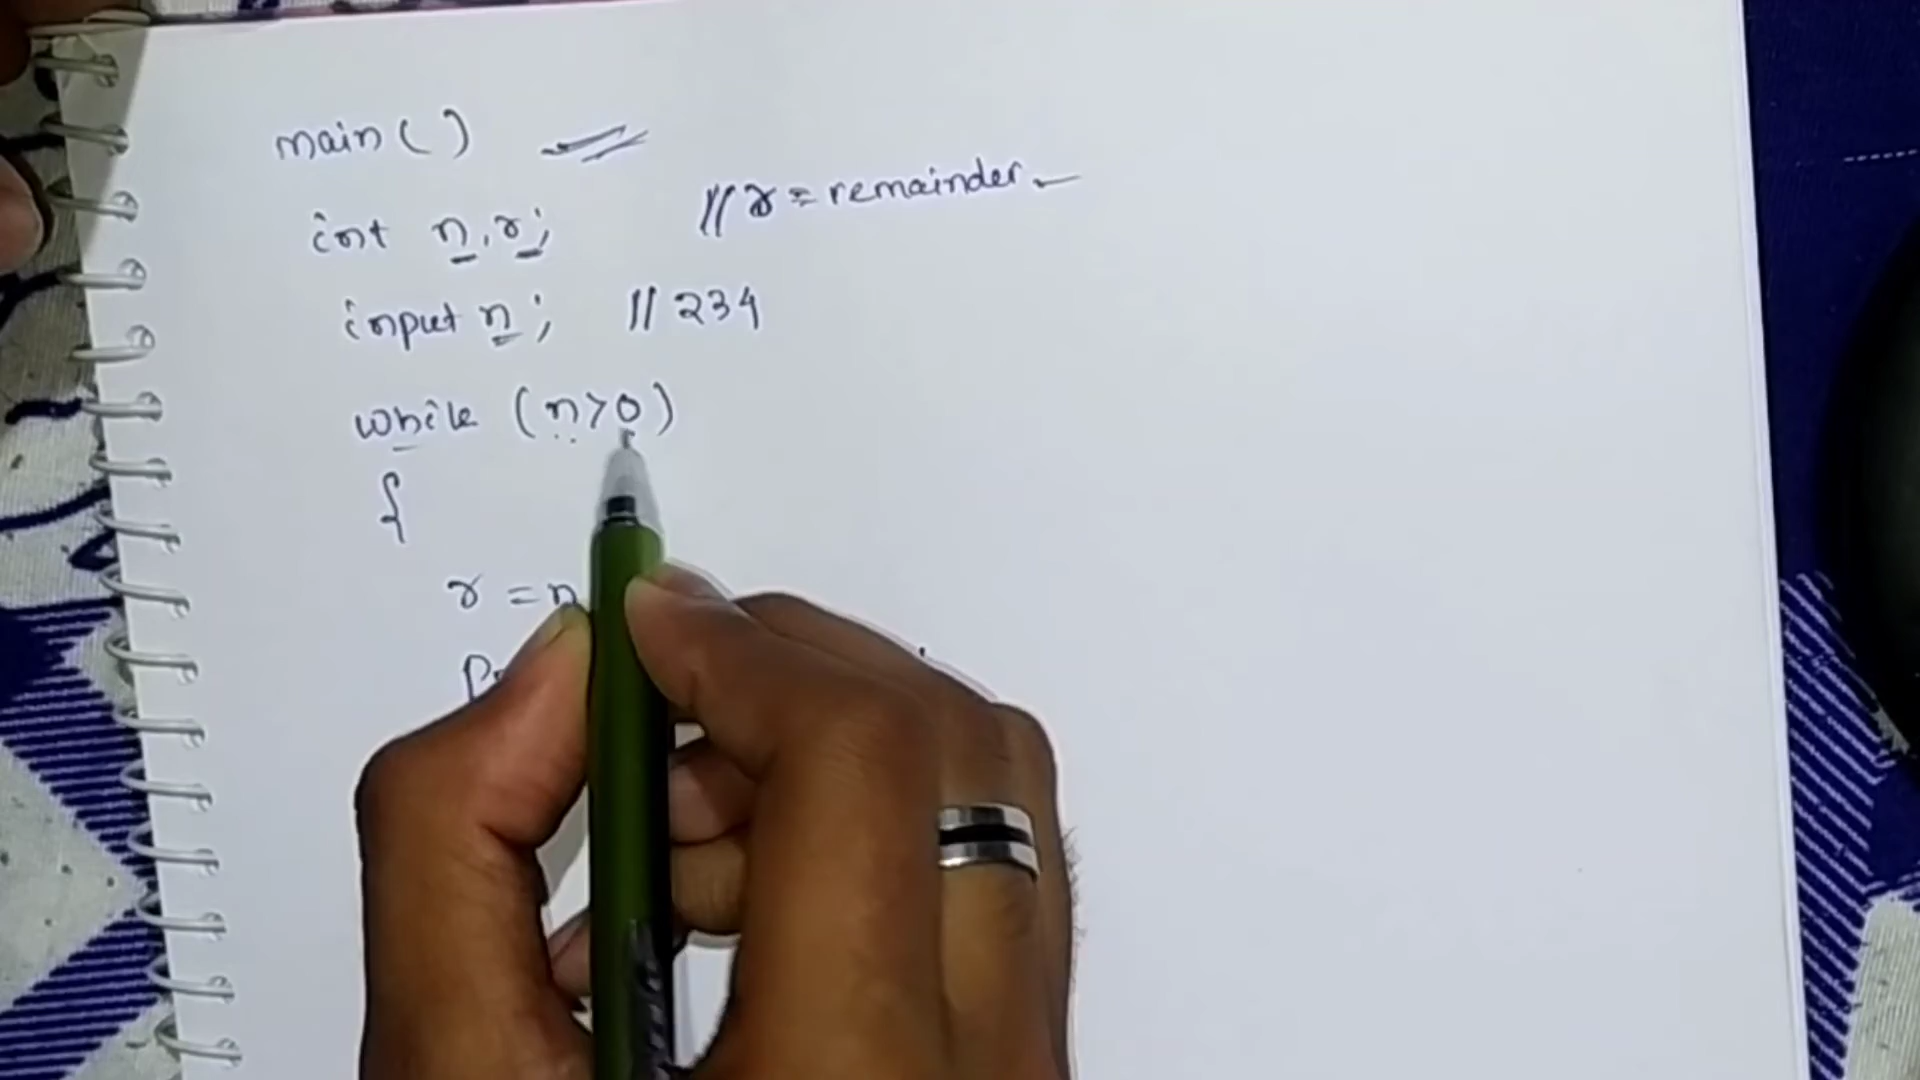 main()
int n, r; // r = remainder
input n; // 234
while (n>0)
{
r = n